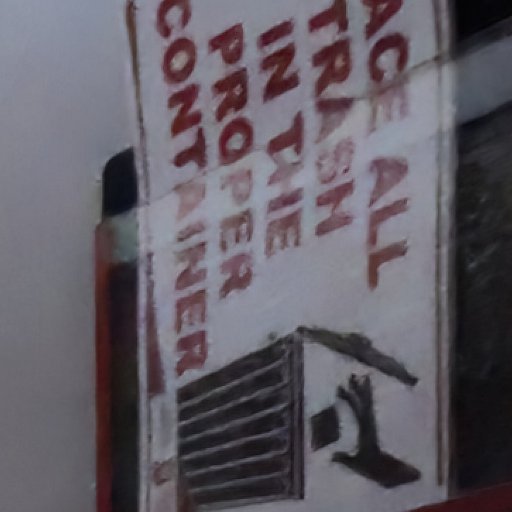 ACE ALL
TRASH
IN THE
PROPER
CONTAINER